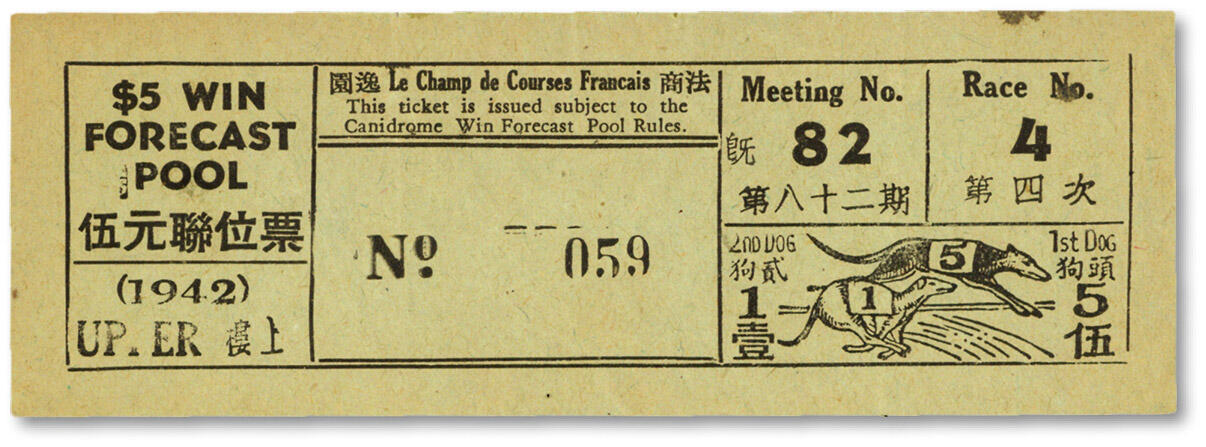 $5 WIN
FORECAST
POOL
伍元聯位票
(1942)
UP.ER 樓上
園逸 Le Champ de Courses Francais 商法
This ticket is issued subject to the
Canidrome Win Forecast Pool Rules.
No. 059
Meeting No.
82
第八十二期
Race No.
4
第四次
2ND DOG
狗貳
1
壹
5
1
1st DOG
狗頭
5
伍